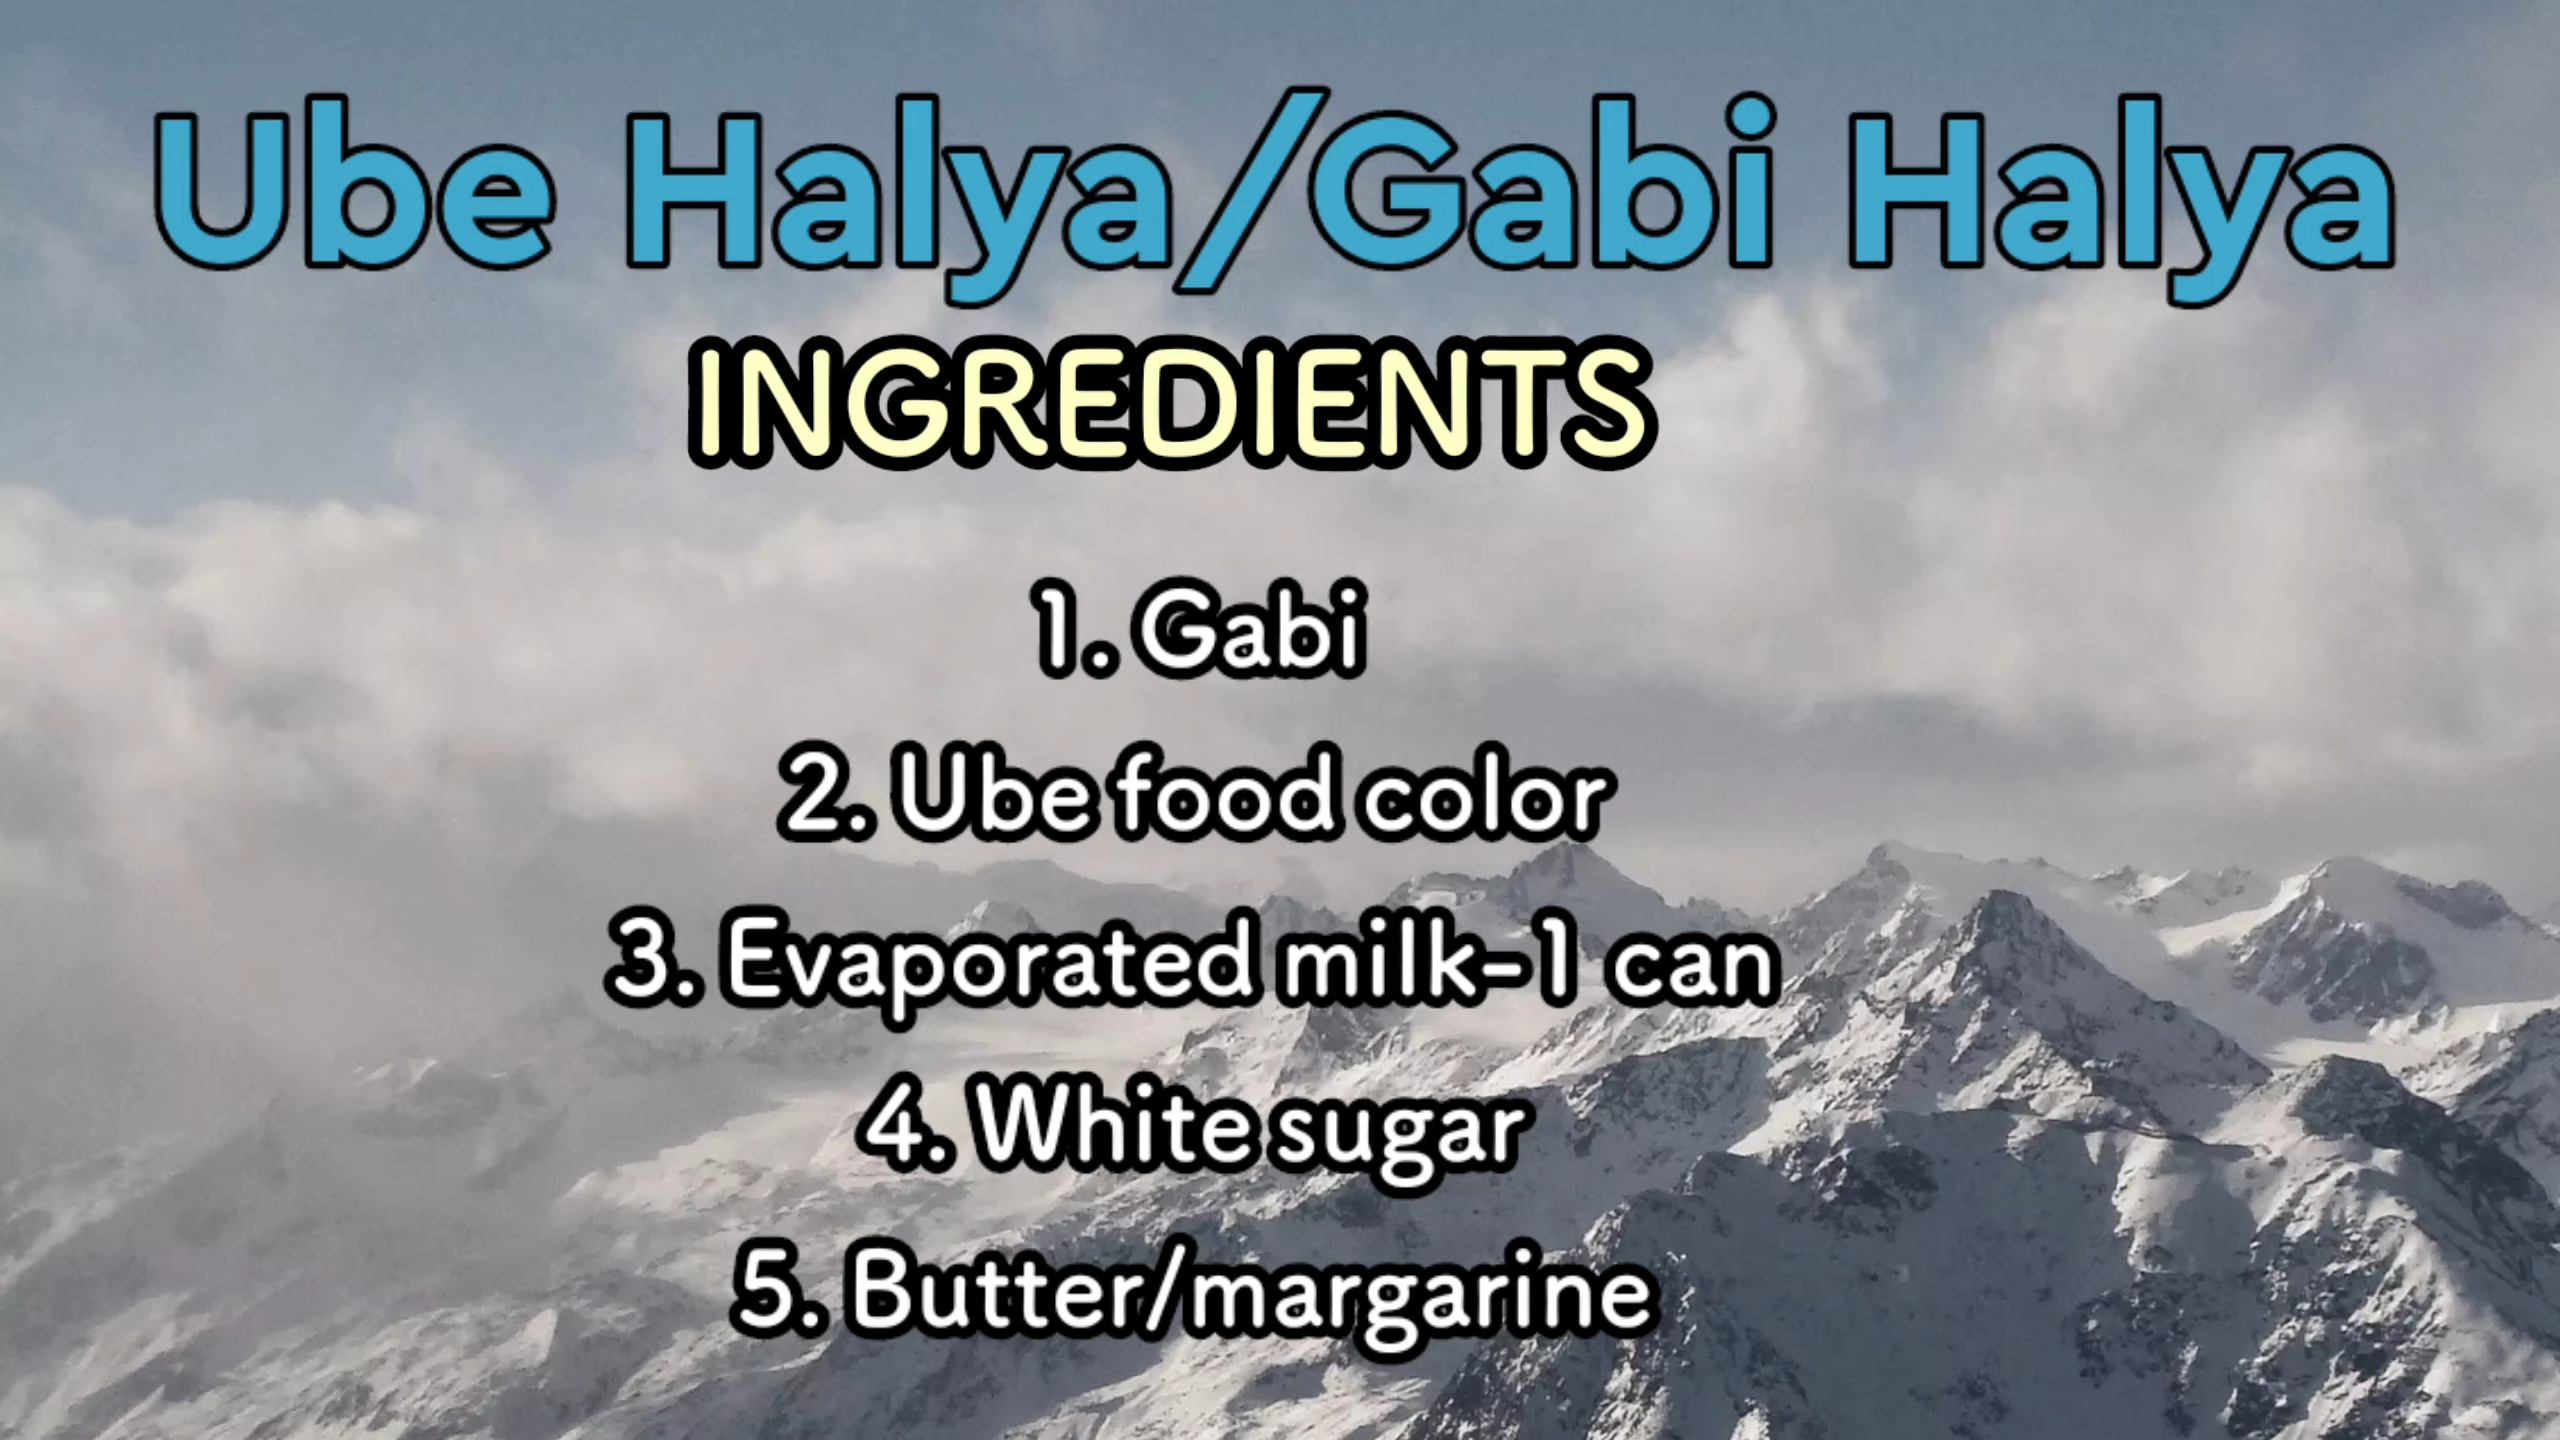 Ube Halya/Gabi Halya
INGREDIENTS
1. Gabi
2. Ube food color
3. Evaporated milk-1 can
4. White sugar
5. Butter/margarine